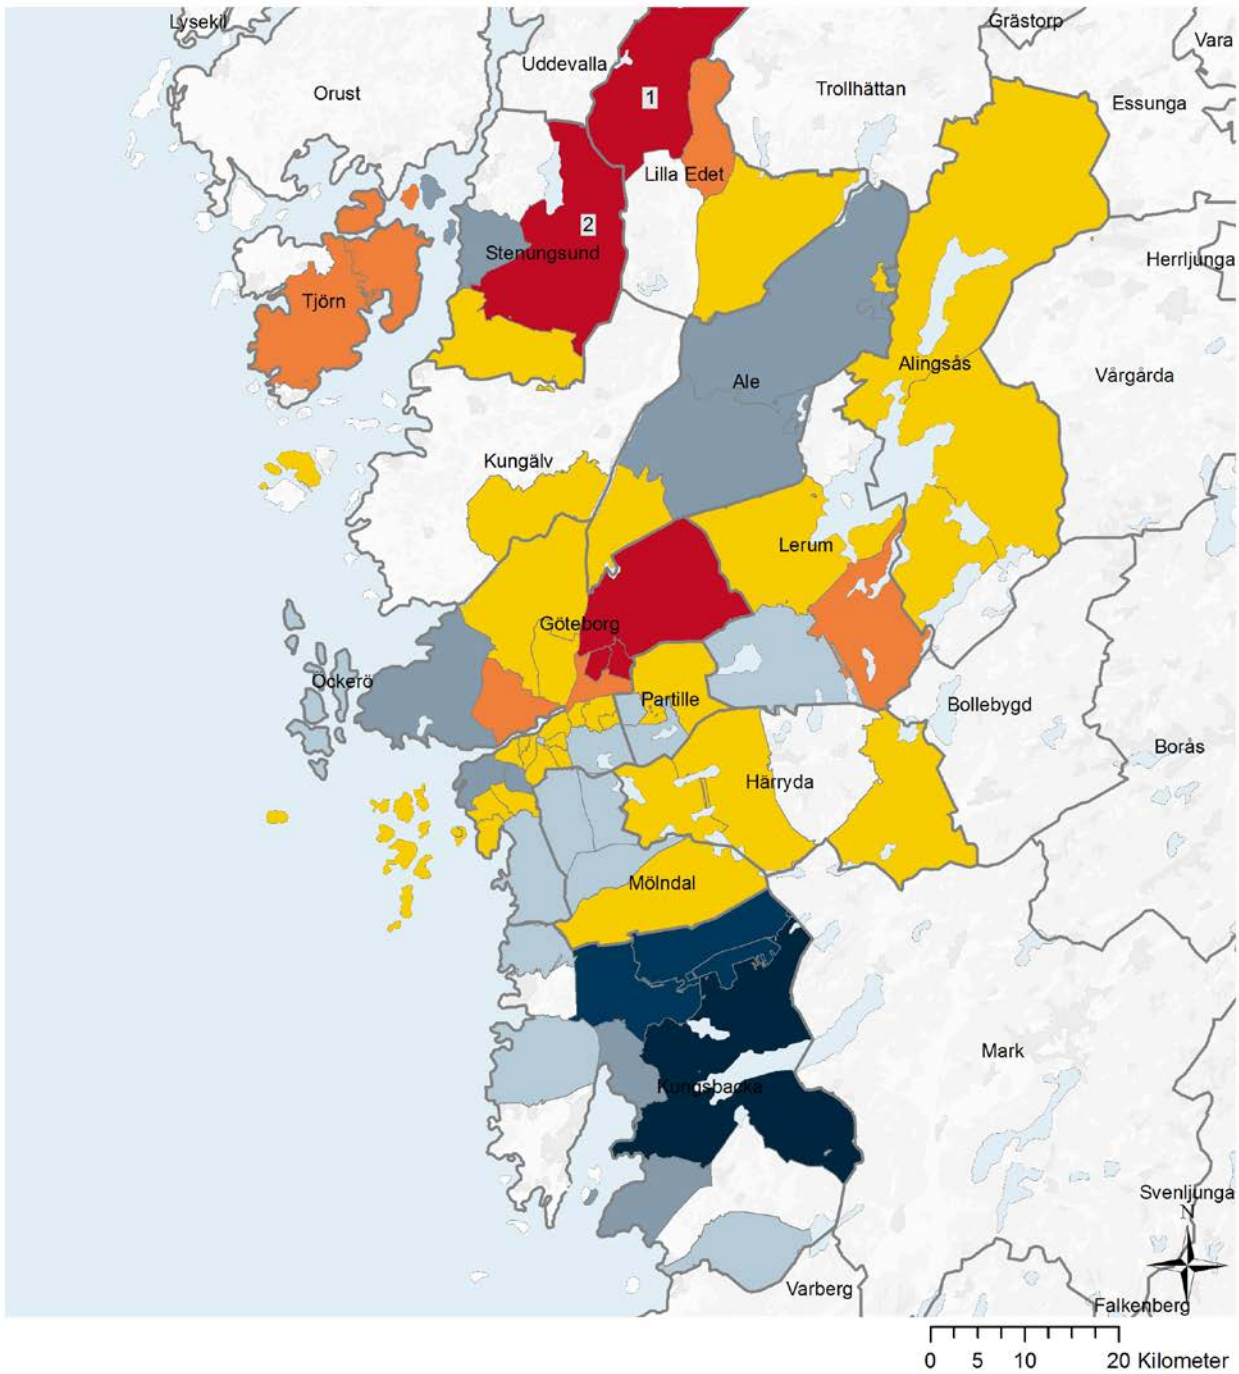 Lysekil
Grästorp
Vara
Uddevalla
Trollhättan
Orust
1
Essunga
Lilla Edet
2
Stenungsund
Herrljunga
Tjörn
Alingsås
Vårgårda
Ale
Kungälv
Lerum
Göteborg
Öckerö
Partille
Bollebygd
Borås
Härryda
Mölndal
Mark
Kungsbacka
Svenljunga
N
Varberg
Falkenberg
0 5 10 20 Kilometer